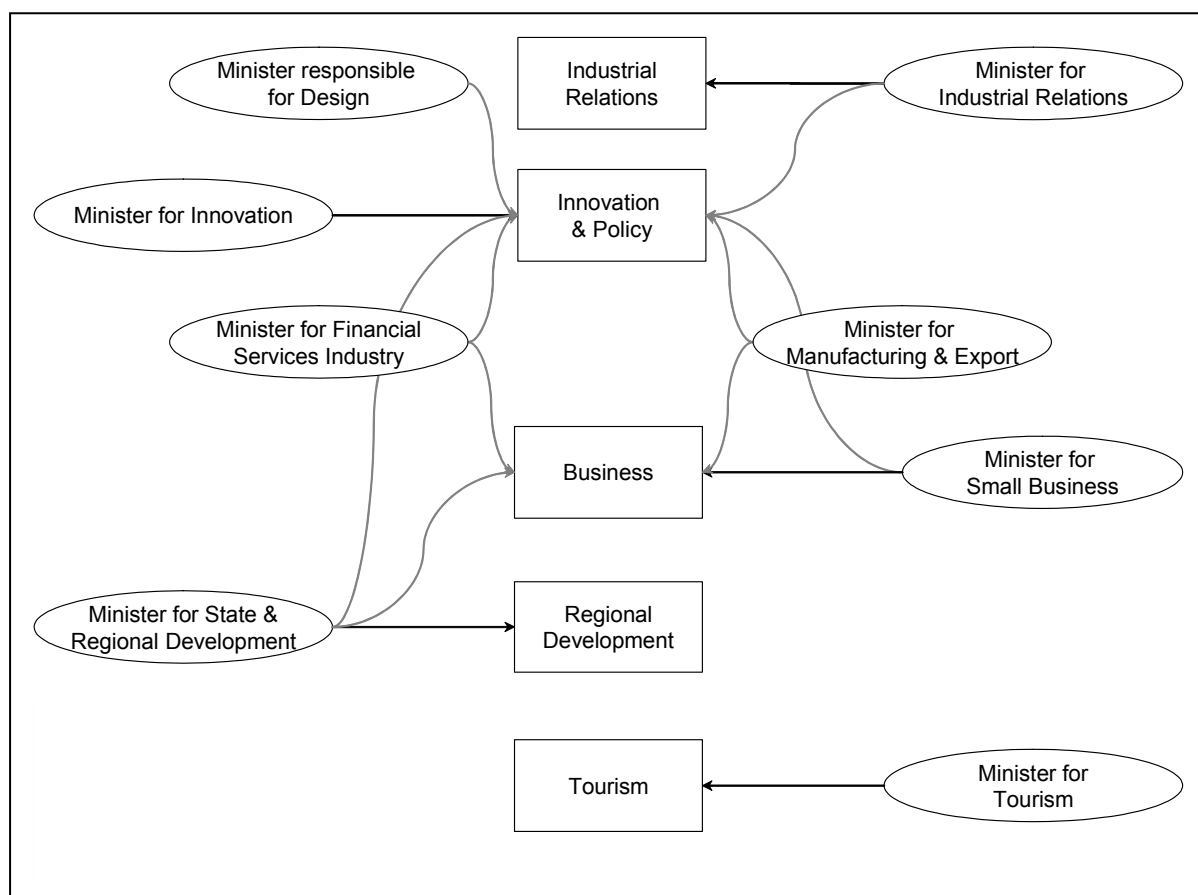 Minister responsible
for Design
Industrial
Relations
Minister for
Industrial Relations
Minister for Innovation
Innovation
& Policy
Minister for Financial
Services Industry
Minister for
Manufacturing & Export
Business
Minister for
Small Business
Minister for State &
Regional Development
Regional
Development
Tourism
Minister for
Tourism